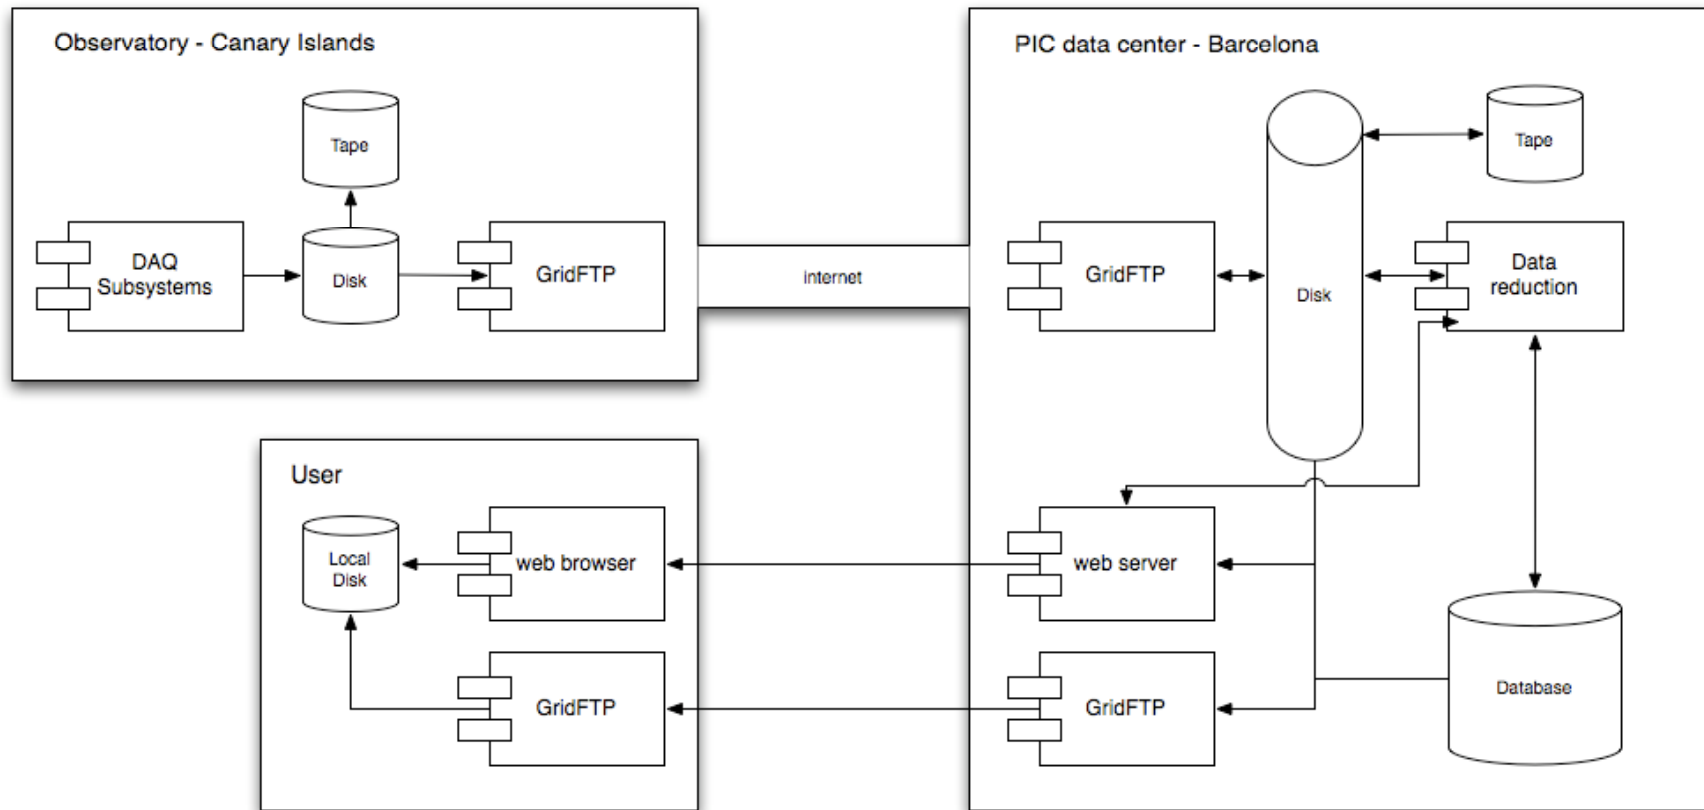 Observatory - Canary Islands
Tape
DAQ
Subsystems
Disk
GridFTP
internet
PIC data center - Barcelona
Tape
GridFTP
Disk
Data
reduction
User
Local
Disk
web browser
GridFTP
web server
GridFTP
Database